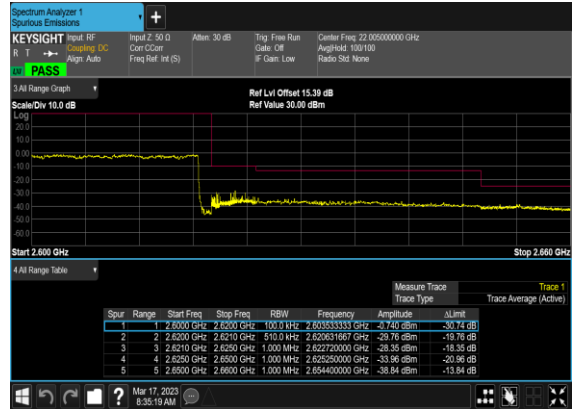 Spectrum Analyzer 1
Spurious Emissions
+
KEYSIGHT Input: RF Input Z: 50 Ω Atten: 30 dB Trig: Free Run Center Freq: 22.005000000 GHz
R T Coupling: DC Corr CCorr Gate: Off Avg|Hold: 100/100
Align: Auto Freq Ref: Int (S) IF Gain: Low Radio Std: None
LW PASS
3 All Range Graph
Ref Lvl Offset 15.39 dB
Scale/Div 10.0 dB Ref Value 30.00 dBm
Log
20.0
10.0
0.00
-10.0
-20.0
-30.0
-40.0
-50.0
-60.0
Start 2.600 GHz Stop 2.660 GHz
4 All Range Table
Measure Trace Trace 1
Trace Type Trace Average (Active)
Spur Range Start Freq Stop Freq RBW Frequency Amplitude ΔLimit
1 1 2.6000 GHz 2.6200 GHz 100.0 kHz 2.603533333 GHz -0.740 dBm -30.74 dB
2 2 2.6200 GHz 2.6210 GHz 510.0 kHz 2.620631667 GHz -29.76 dBm -19.76 dB
3 3 2.6210 GHz 2.6250 GHz 1.000 MHz 2.622720000 GHz -28.35 dBm -18.35 dB
4 4 2.6250 GHz 2.6500 GHz 1.000 MHz 2.625250000 GHz -33.96 dBm -20.96 dB
5 5 2.6500 GHz 2.6600 GHz 1.000 MHz 2.654400000 GHz -38.84 dBm -13.84 dB
? Mar 17, 2023
8:35:19 AM